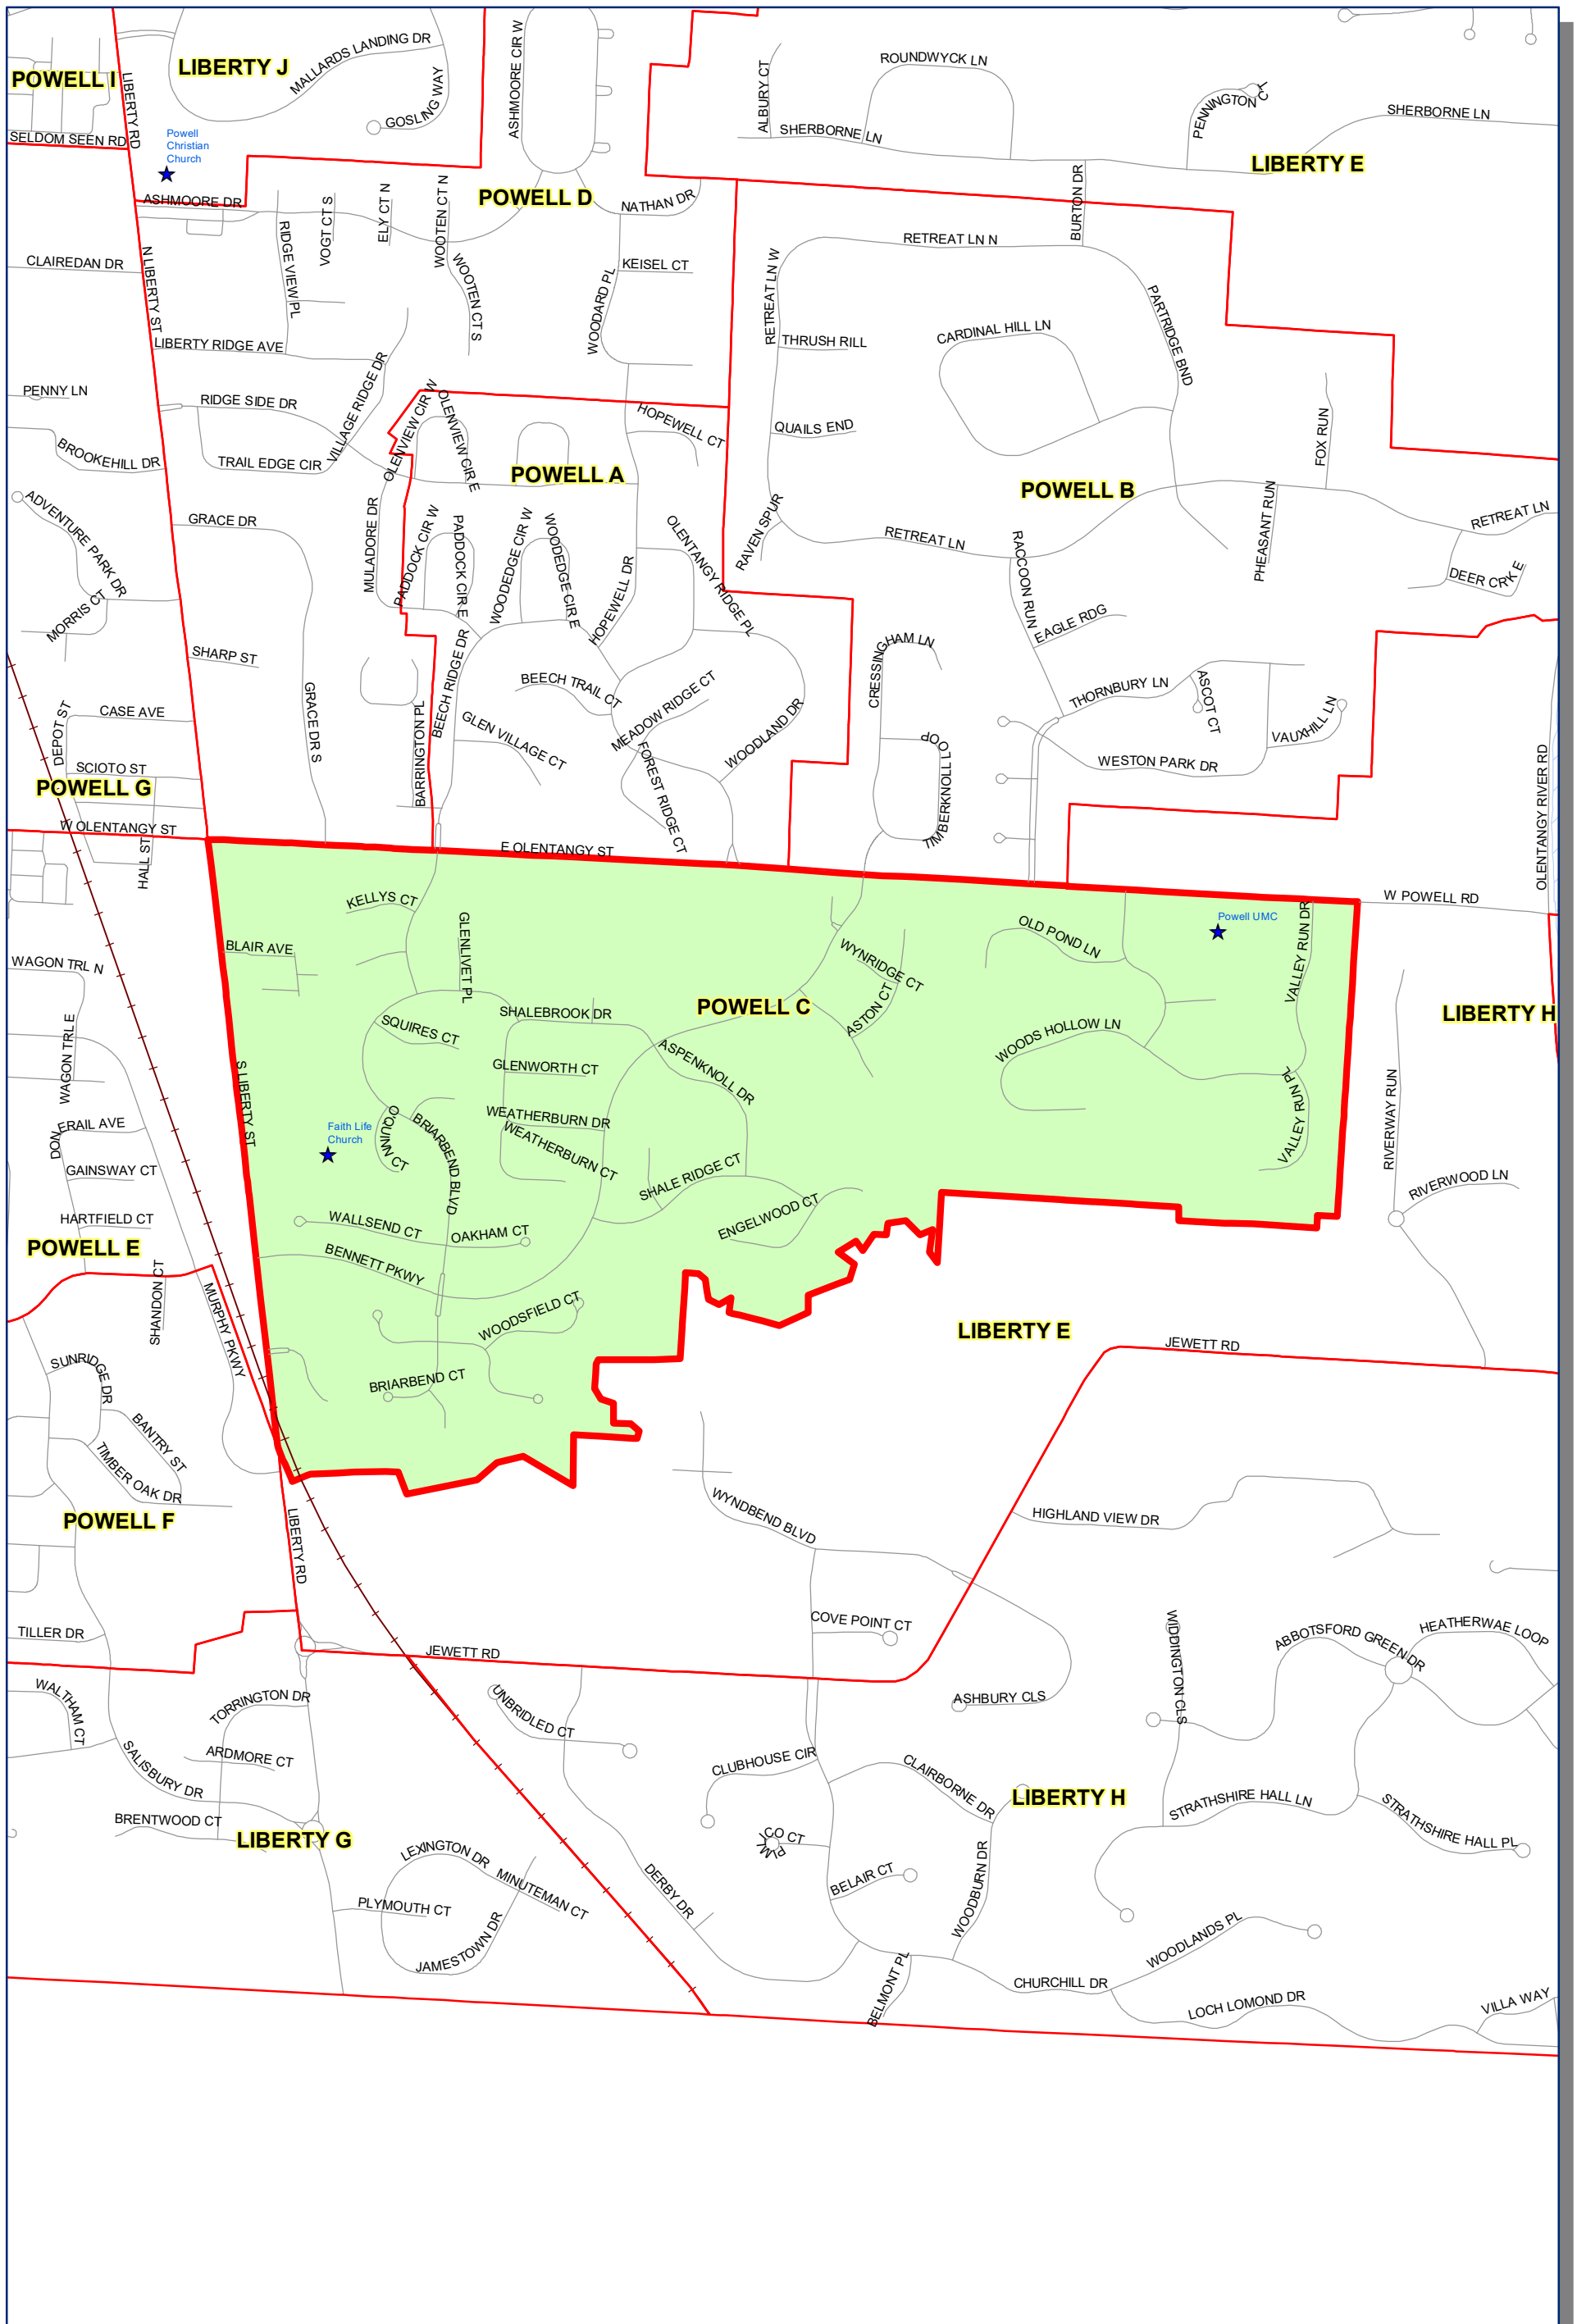 POWELL I
LIBERTY J
MALLARDS LANDING DR
GOSLING WAY
ASHMOORE CIR W
ALBURY CT
ROUNDWYCK LN
PENNINGTON CT
SHERBORNE LN
SHERBORNE LN
LIBERTY E
LIBERTY RD
SELDOM SEEN RD
Powell
Christian
Church
ASHMOORE DR
POWELL D
NATHAN DR
BURTON DR
RIDGE VIEW PL
VOGT CT S
ELY CT N
WOOTEN CT N
WOOTEN CT S
WOODARD PL
KEISEL CT
CLAIREDAN DR
N LIBERTY ST
RETREAT LN N
RETREAT LN W
PARTRIDGE BND
CARDINAL HILL LN
THRUSH RILL
LIBERTY RIDGE AVE
VILLAGE RIDGE DR
PENNY LN
RIDGE SIDE DR
OLENVIEW CIR W
OLENVIEW CIR E
HOPEWELL CT
QUAILS END
FOX RUN
BROOKEHILL DR
TRAIL EDGE CIR
POWELL A
POWELL B
ADVENTURE PARK DR
GRACE DR
MULADORE DR
PADDOCK CIR W
PADDOCK CIR E
WOODEDGE CIR W
WOODEDGE CIR E
HOPEWELL DR
OLENTANGY RIDGE PL
RAVEN SPUR
RETREAT LN
RACCOON RUN
PHEASANT RUN
RETREAT LN
DEER CRK E
MORRIS CT
SHARP ST
EAGLE RDG
CRESSINGHAM LN
BEECH RIDGE DR
BEECH TRAIL CT
MEADOW RIDGE CT
WOODLAND DR
GLEN VILLAGE CT
FOREST RIDGE CT
GRACE DR S
BARRINGTON PL
THORNBURY LN
ASCOT CT
VAUXHILL LN
WESTON PARK DR
TIMBERKNOLL LOOP
OLENTANGY RIVER RD
DEPOT ST
CASE AVE
SCIOTO ST
POWELL G
W OLENTANGY ST
HALL ST
E OLENTANGY ST
W POWELL RD
KELLYS CT
GLENLIVET PL
BLAIR AVE
OLD POND LN
Powell UMC
VALLEY RUN DR
WYNRIDGE CT
ASTON CT
POWELL C
LIBERTY H
WAGON TRL N
WAGON TRL E
SHALEBROOK DR
SQUIRES CT
GLENWORTH CT
ASPENKNOLL DR
WOODS HOLLOW LN
VALLEY RUN PL
RIVERWAY RUN
RIVERWOOD LN
S LIBERTY ST
Faith Life
Church
O'QUINN CT
BRIARBEND BLVD
WEATHERBURN DR
WEATHERBURN CT
SHALE RIDGE CT
ENGELWOOD CT
DONERAIL AVE
GAINSWAY CT
HARTFIELD CT
POWELL E
WALLSEND CT
OAKHAM CT
BENNETT PKWY
WOODSFIELD CT
BRIARBEND CT
SHANDON CT
MURPHY PKWY
LIBERTY E
JEWETT RD
SUNRIDGE DR
BANTRY ST
TIMBER OAK DR
POWELL F
LIBERTY RD
WYNDBEND BLVD
HIGHLAND VIEW DR
COVE POINT CT
WIDDINGTON CLS
ABBOTSFORD GREEN DR
HEATHERWAE LOOP
TILLER DR
JEWETT RD
ASHBURY CLS
WALTHAM CT
TORRINGTON DR
UNBRIDLED CT
SALISBURY DR
ARDMORE CT
CLUBHOUSE CIR
CLAIRBORNE DR
LIBERTY H
STRATHSHIRE HALL LN
STRATHSHIRE HALL PL
BRENTWOOD CT
LIBERTY G
PLMLICO CT
LEXINGTON DR
MINUTEMAN CT
DERBY DR
BELAIR CT
WOODBURN DR
PLYMOUTH CT
JAMESTOWN DR
WOODLANDS PL
BELMONT PL
CHURCHILL DR
LOCH LOMOND DR
VILLA WAY